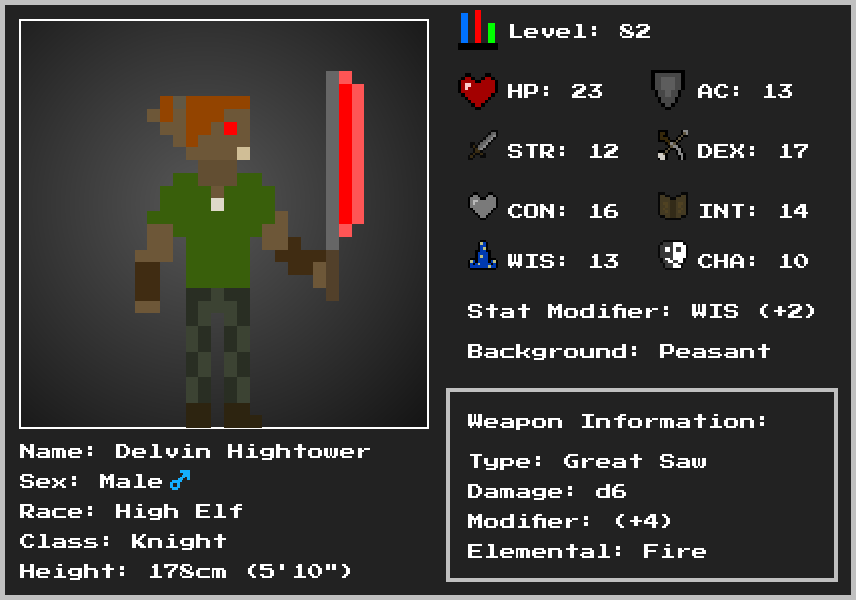 Level: 82
HP: 23
AC: 13
STR: 12
DEX: 17
CON: 16
INT: 14
WIS: 13
CHA: 10
Stat Modifier: WIS (+2)
Background: Peasant
Name: Delvin Hightower
Sex: Male♂
Race: High Elf
Class: Knight
Height: 178cm (5'10")
Weapon Information:
Type: Great Saw
Damage: d6
Modifier: (+4)
Elemental: Fire